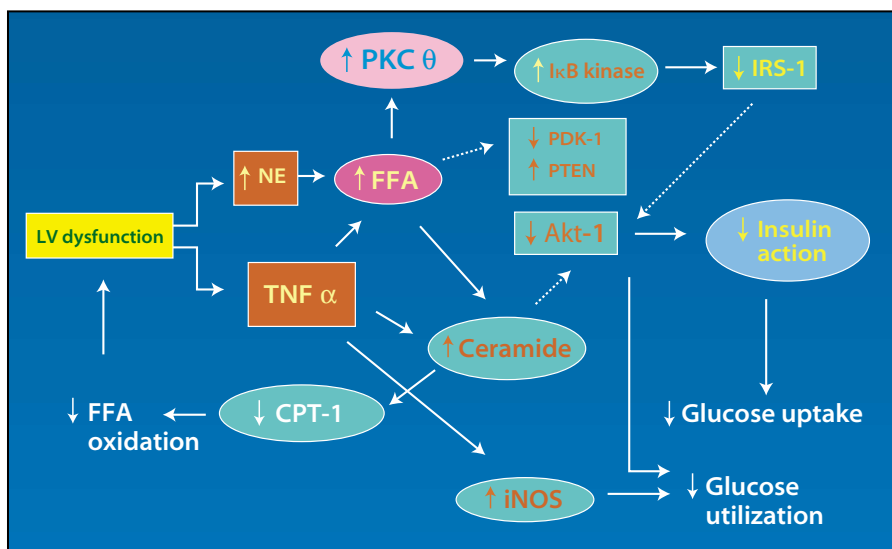 ↑ PKC θ
↑ IκB kinase
↓ IRS-1
↓ PDK-1
↑ PTEN
↑ NE
↑ FFA
LV dysfunction
↓ Akt-1
↓ Insulin
action
TNF α
↑ Ceramide
↓ FFA
oxidation
↓ CPT-1
↓ Glucose uptake
↑ iNOS
↓ Glucose
utilization